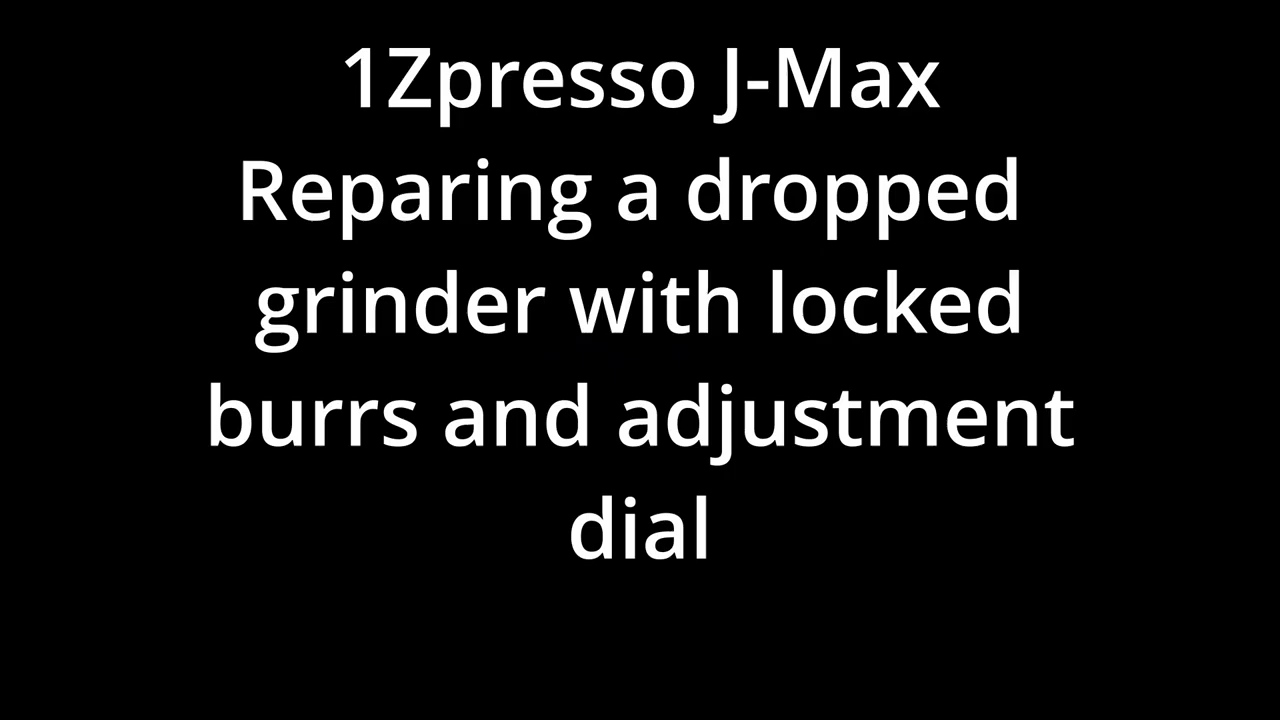 1Zpresso J-Max
Reparing a dropped
grinder with locked
burrs and adjustment
dial